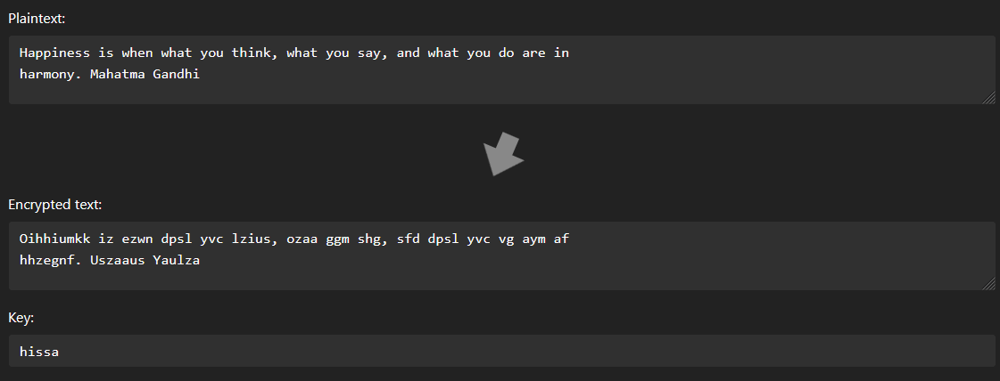 Plaintext:
Happiness is when what you think, what you say, and what you do are in
harmony. Mahatma Gandhi
Encrypted text:
Oihhiumkk iz ezwn dpsl yvc lzius, ozaa ggm shg, sfd dpsl yvc vg aym af
hhzegnf. Uszaaus Yaulza
Key:
hissa